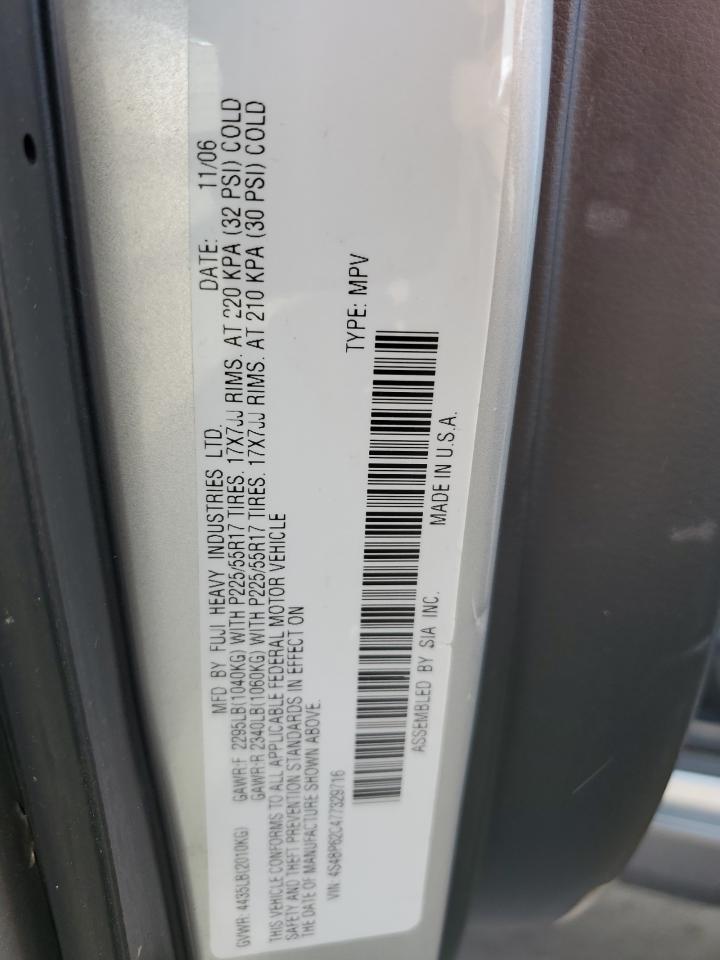 MFD BY FUJI HEAVY INDUSTRIES LTD. DATE: 11/06
GVWR: 4435LB(2010KG) GAWR:F 2295LB(1040KG) WITH P225/55R17 TIRES. 17X7JJ RIMS. AT 220 KPA (32 PSI) COLD
GAWR:R 2340LB(1060KG) WITH P225/55R17 TIRES. 17X7JJ RIMS. AT 210 KPA (30 PSI) COLD
THIS VEHICLE CONFORMS TO ALL APPLICABLE FEDERAL MOTOR VEHICLE
SAFETY AND THEFT PREVENTION STANDARDS IN EFFECT ON
THE DATE OF MANUFACTURE SHOWN ABOVE.
VIN: 4S4BP62C477329716 TYPE: MPV
ASSEMBLED BY SIA INC. MADE IN U.S.A.